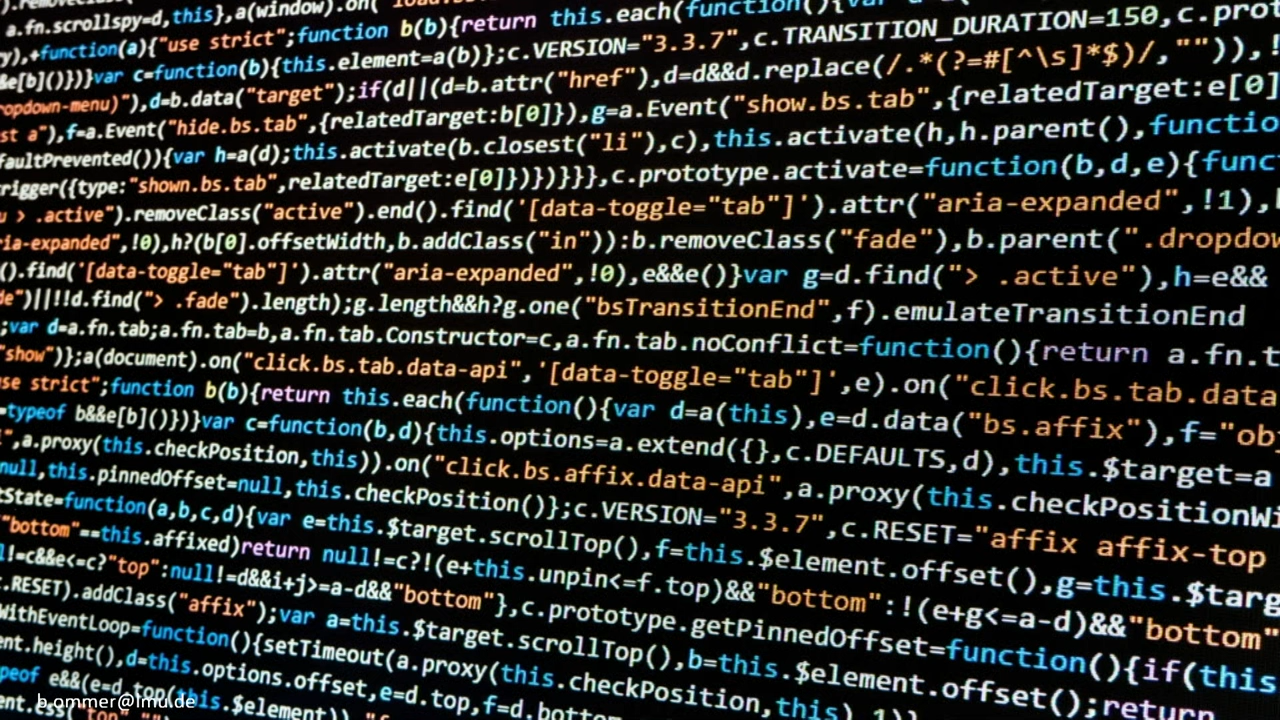 a.fn.scrollspy=d,this},a(window).on(
),+function(a){"use strict";function b(b){return this.each(function(){var
&e[b]()})}var c=function(b){this.element=a(b)};c.VERSION="3.3.7",c.TRANSITION_DURATION=150,c.prot
ropdown-menu)"),d=b.data("target");if(d||(d=b.attr("href"),d=d&&d.replace(/.*(?=#[^\s]*$)/,"")),!
st a"),f=a.Event("hide.bs.tab",{relatedTarget:b[0]}),g=a.Event("show.bs.tab",{relatedTarget:e[0]
faultPrevented()){var h=a(d);this.activate(b.closest("li"),c),this.activate(h,h.parent(),functio
rigger({type:"shown.bs.tab",relatedTarget:e[0]})})}}},c.prototype.activate=function(b,d,e){func
> .active").removeClass("active").end().find('[data-toggle="tab"]').attr("aria-expanded",!1),
ia-expanded",!0),h?(b[0].offsetWidth,b.addClass("in")):b.removeClass("fade"),b.parent(".dropdow
().find('[data-toggle="tab"]').attr("aria-expanded",!0),e&&e()}var g=d.find("> .active"),h=e&&
de")||!!d.find("> .fade").length);g.length&&h?g.one("bsTransitionEnd",f).emulateTransitionEnd
;var d=a.fn.tab;a.fn.tab=b,a.fn.tab.Constructor=c,a.fn.tab.noConflict=function(){return a.fn.t
"show")};a(document).on("click.bs.tab.data-api",'[data-toggle="tab"]',e).on("click.bs.tab.data
se strict";function b(b){return this.each(function(){var d=a(this),e=d.data("bs.affix"),f="ob
=typeof b&&e[b]()})}var c=function(b,d){this.options=a.extend({},c.DEFAULTS,d),this.$target=a
",a.proxy(this.checkPosition,this)).on("click.bs.affix.data-api",a.proxy(this.checkPositionWi
null,this.pinnedOffset=null,this.checkPosition()};c.VERSION="3.3.7",c.RESET="affix affix-top
tState=function(a,b,c,d){var e=this.$target.scrollTop(),f=this.$element.offset(),g=this.$targ
"bottom"==this.affixed)return null!=c?!(e+this.unpin<=f.top)&&"bottom":!(e+g<=a-d)&&"bottom"
l!=c&&e<=c?"top":null!=d&&i+j>=a-d&&"bottom"},c.prototype.getPinnedOffset=function(){if(this
.RESET).addClass("affix");var a=this.$target.scrollTop(),b=this.$element.offset();return
WithEventLoop=function(){setTimeout(a.proxy(this.checkPosition,this),1)}
ent.height(),d=this.options.offset,e=d.top,f=d.bottom
peof e&&(e=d.top(this.$element)),"f
ent.css("top","")
b.ommer@lmu.de